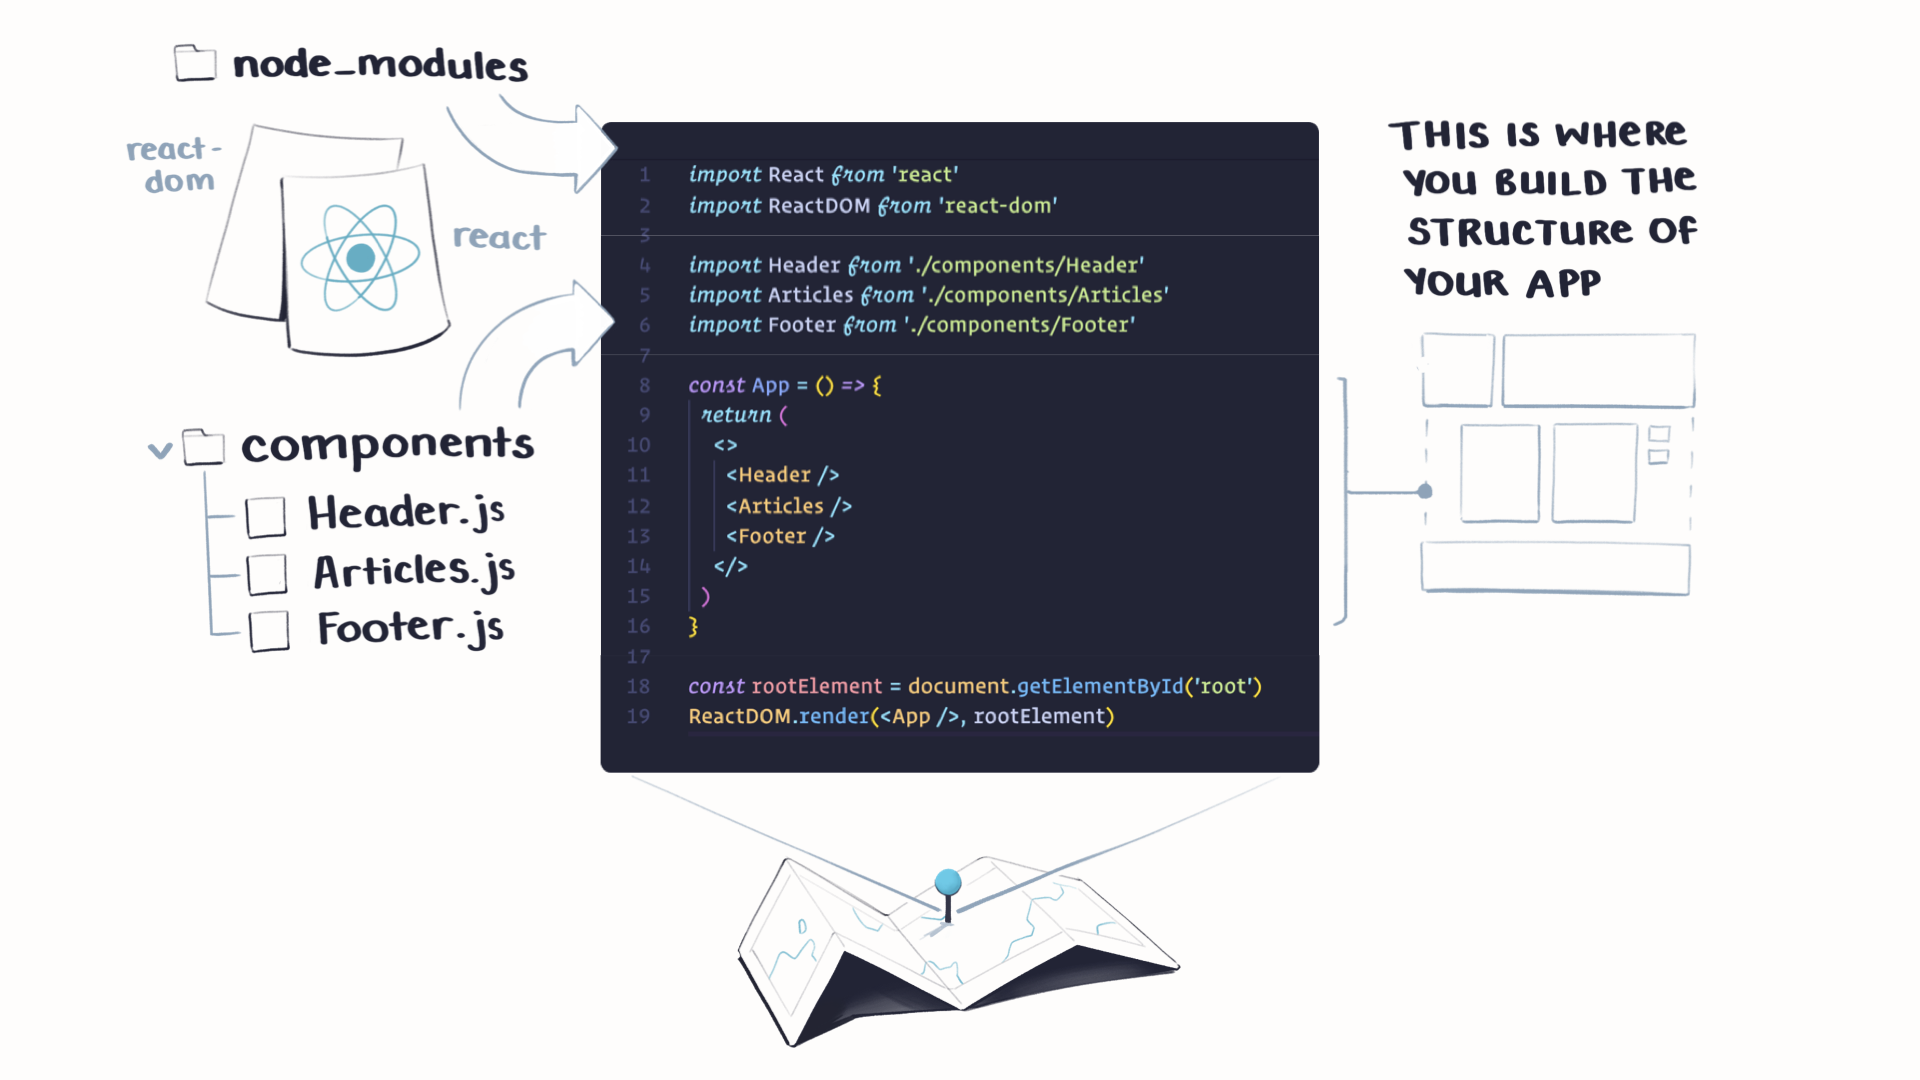 node_modules
react-
dom
react
components
Header.js
Articles.js
Footer.js
1 import React from 'react'
2 import ReactDOM from 'react-dom'
3
4 import Header from './components/Header'
5 import Articles from './components/Articles'
6 import Footer from './components/Footer'
7
8 const App = () => {
9 return (
10 <>
11 <Header />
12 <Articles />
13 <Footer />
14 </>
15 )
16 }
17
18 const rootElement = document.getElementById('root')
19 ReactDOM.render(<App />, rootElement)
THIS IS WHERE
YOU BUILD THE
STRUCTURE OF
YOUR APP